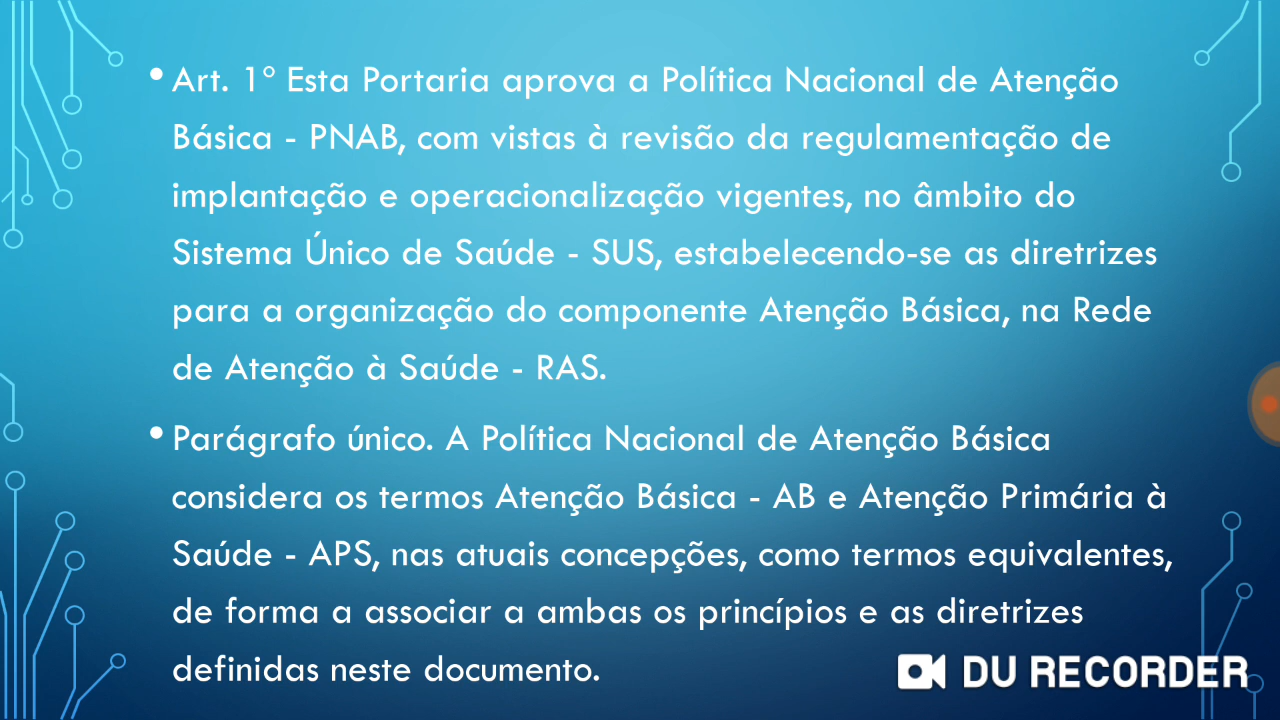 • Art. 1º Esta Portaria aprova a Política Nacional de Atenção
Básica - PNAB, com vistas à revisão da regulamentação de
implantação e operacionalização vigentes, no âmbito do
Sistema Único de Saúde - SUS, estabelecendo-se as diretrizes
para a organização do componente Atenção Básica, na Rede
de Atenção à Saúde - RAS.
• Parágrafo único. A Política Nacional de Atenção Básica
considera os termos Atenção Básica - AB e Atenção Primária à
Saúde - APS, nas atuais concepções, como termos equivalentes,
de forma a associar a ambas os princípios e as diretrizes
definidas neste documento.
DU RECORDER